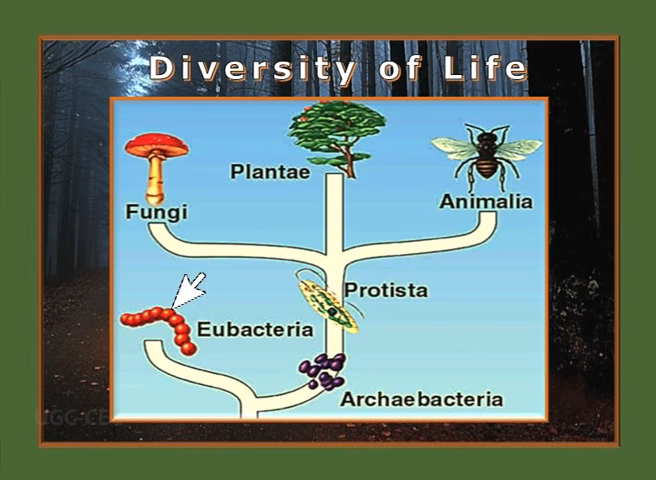 Diversity of Life
Plantae
Animalia
Fungi
Protista
Eubacteria
Archaebacteria